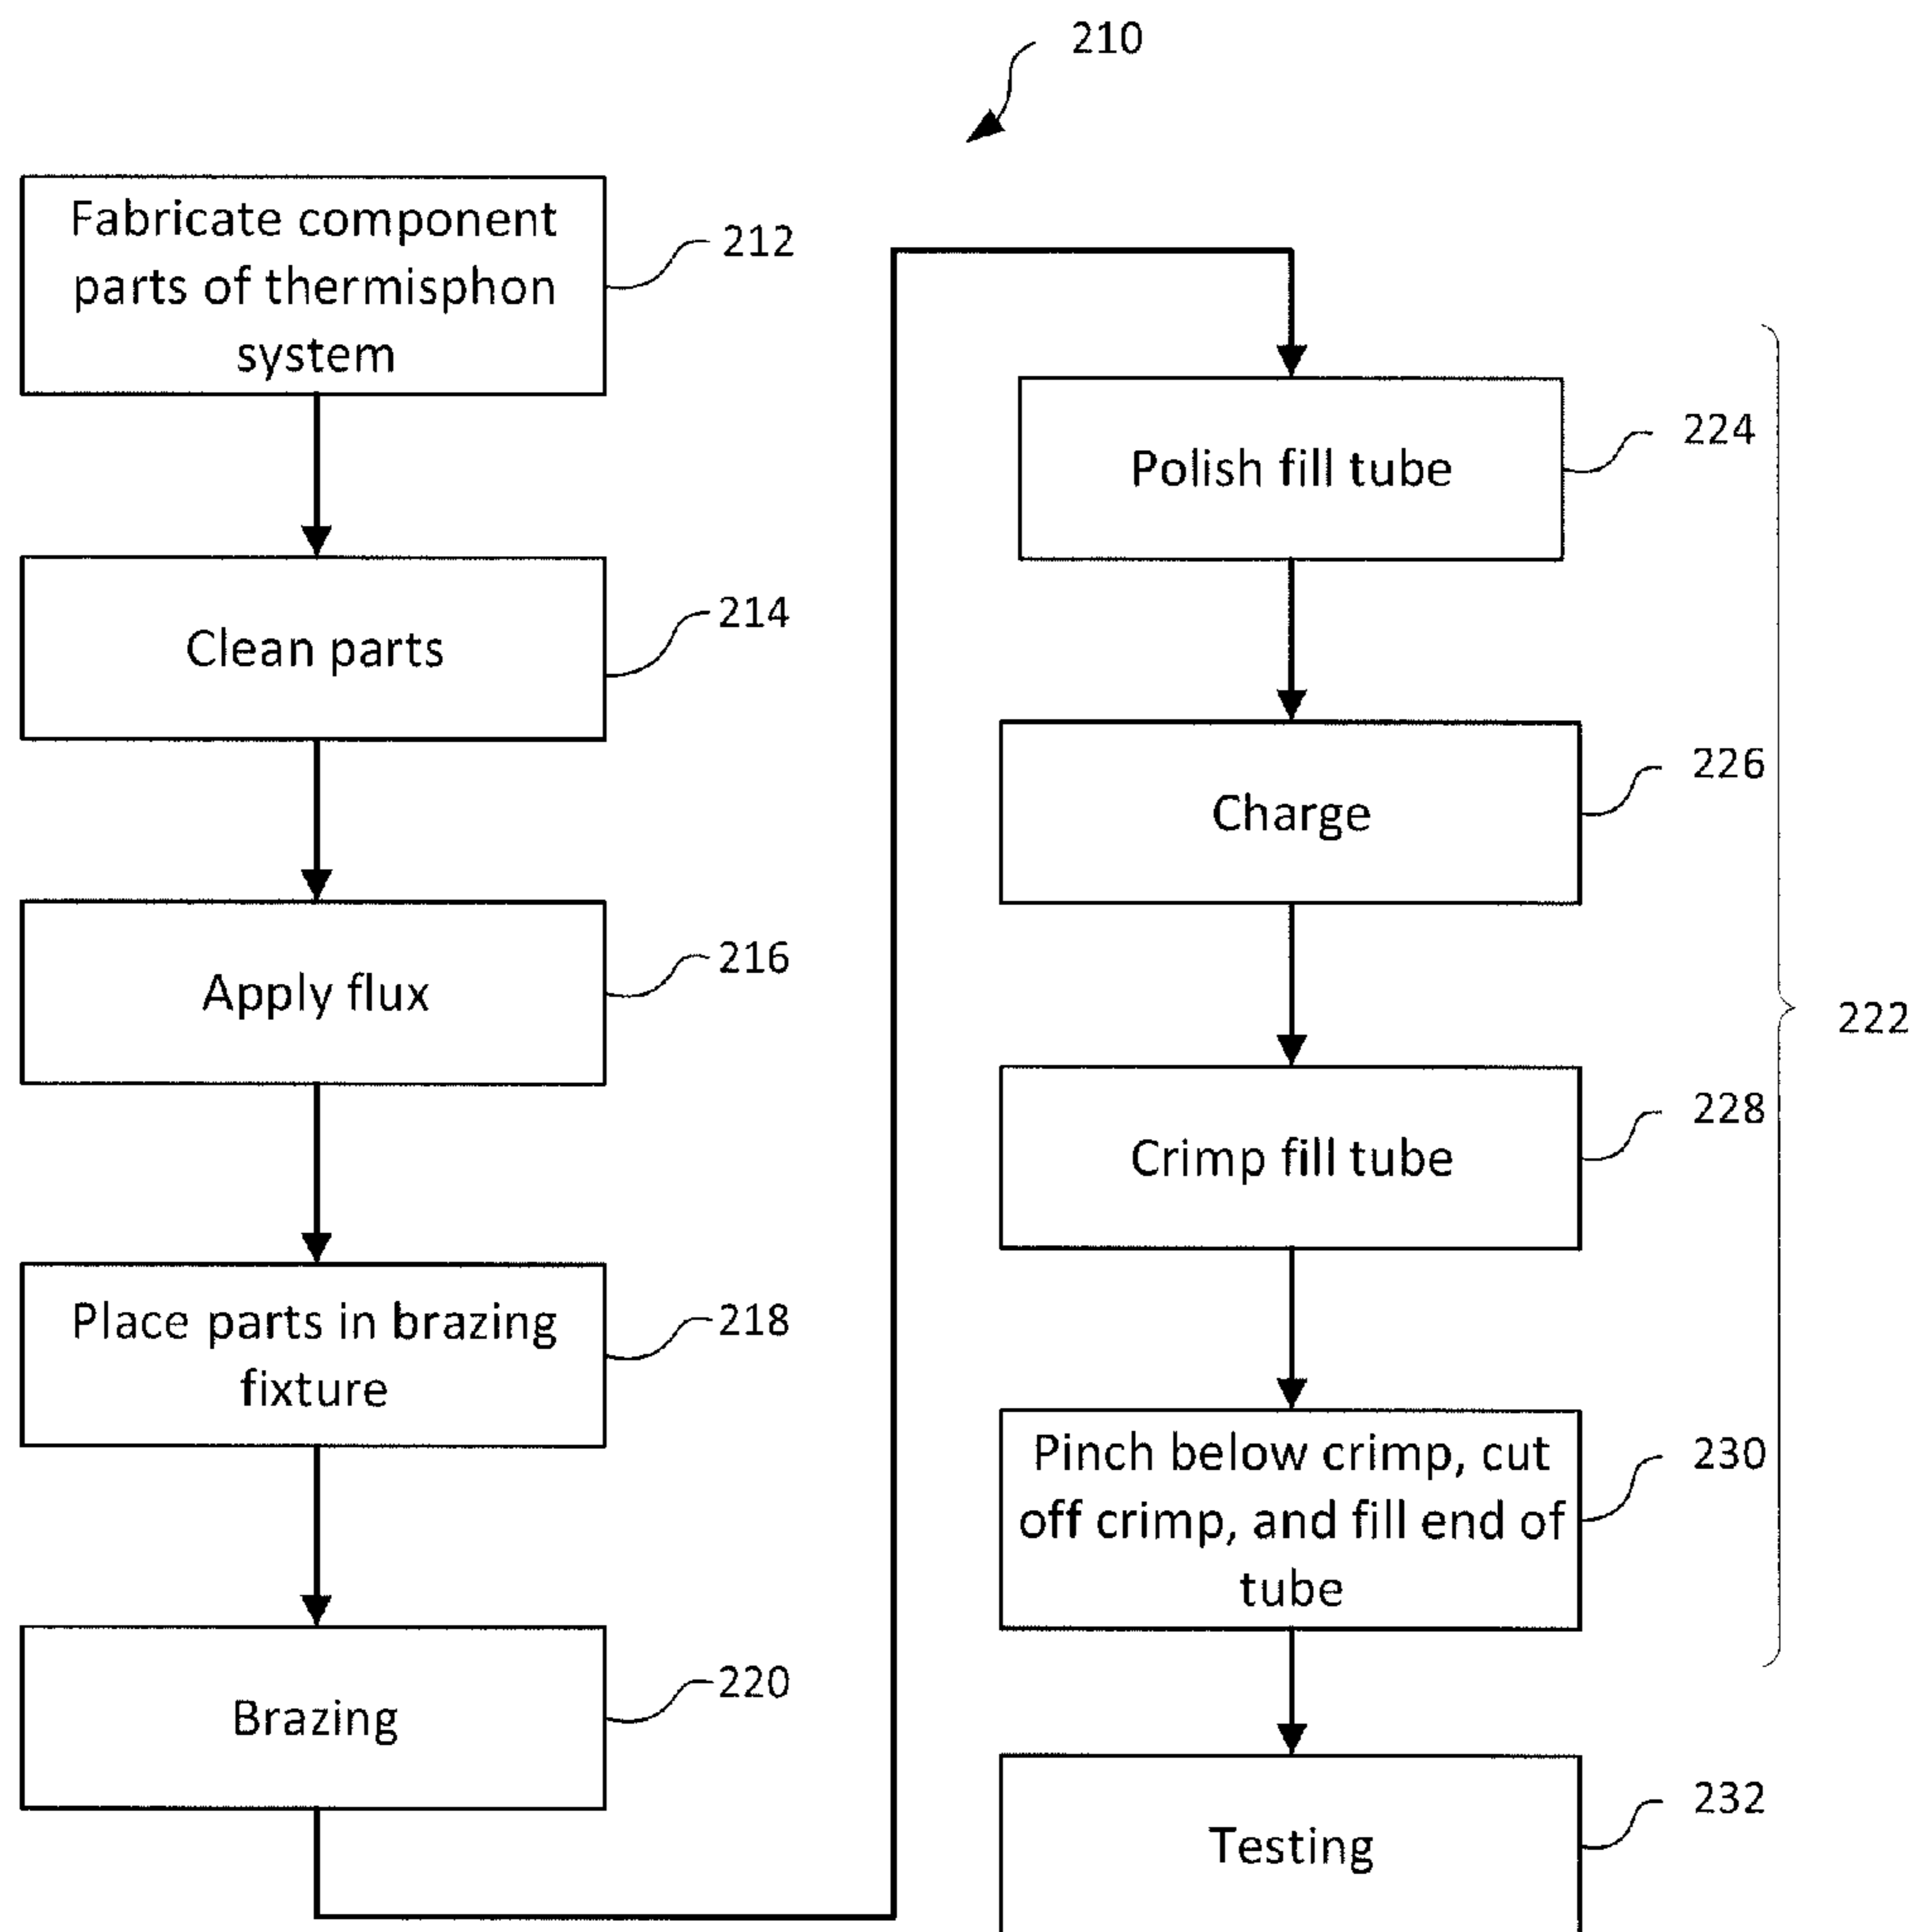 210
Fabricate component
parts of thermisphon
system
212
Clean parts
214
Apply flux
216
Place parts in brazing
fixture
218
Brazing
220
Polish fill tube
224
Charge
226
222
Crimp fill tube
228
Pinch below crimp, cut
off crimp, and fill end of
tube
230
Testing
232